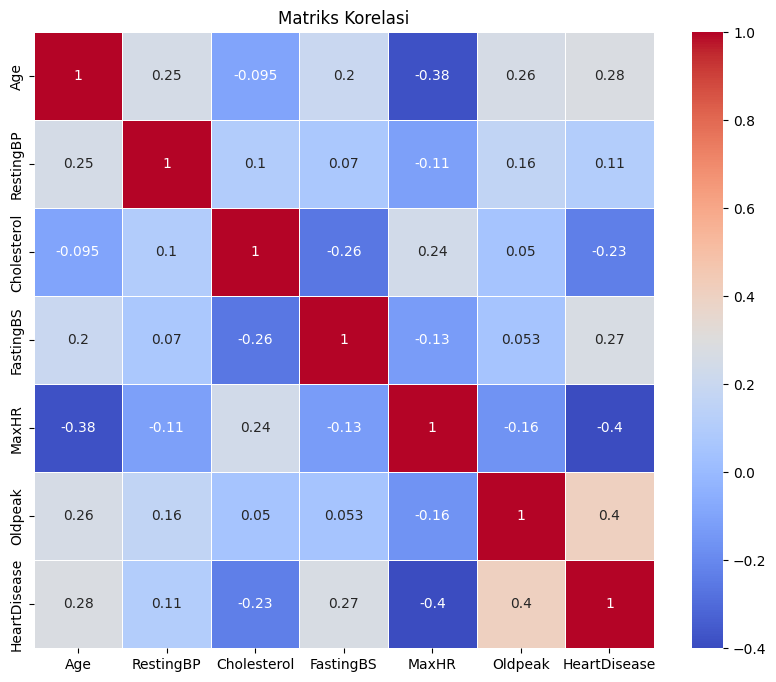 Matriks Korelasi
Age 1 0.25 -0.095 0.2 -0.38 0.26 0.28
RestingBP 0.25 1 0.1 0.07 -0.11 0.16 0.11
Cholesterol -0.095 0.1 1 -0.26 0.24 0.05 -0.23
FastingBS 0.2 0.07 -0.26 1 -0.13 0.053 0.27
MaxHR -0.38 -0.11 0.24 -0.13 1 -0.16 -0.4
Oldpeak 0.26 0.16 0.05 0.053 -0.16 1 0.4
HeartDisease 0.28 0.11 -0.23 0.27 -0.4 0.4 1
Age RestingBP Cholesterol FastingBS MaxHR Oldpeak HeartDisease
1.0
0.8
0.6
0.4
0.2
0.0
−0.2
−0.4